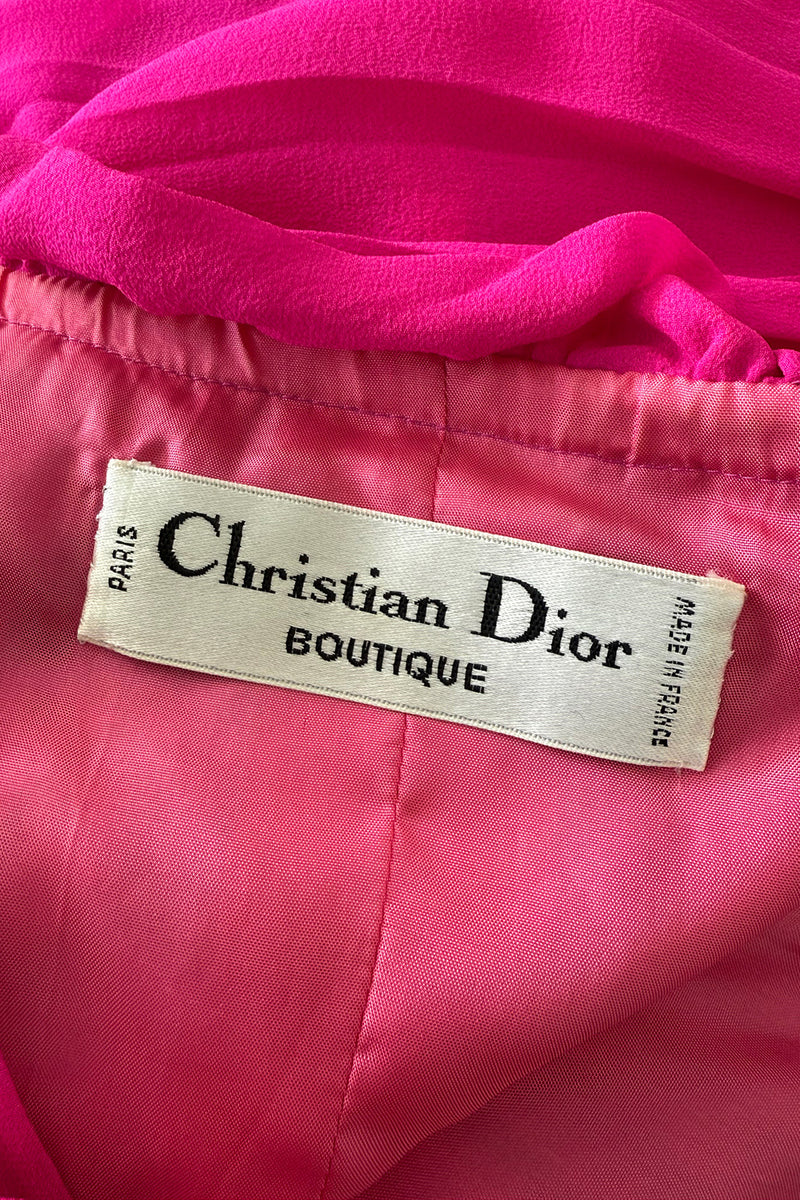 PARIS
Christian Dior
BOUTIQUE
MADE IN FRANCE